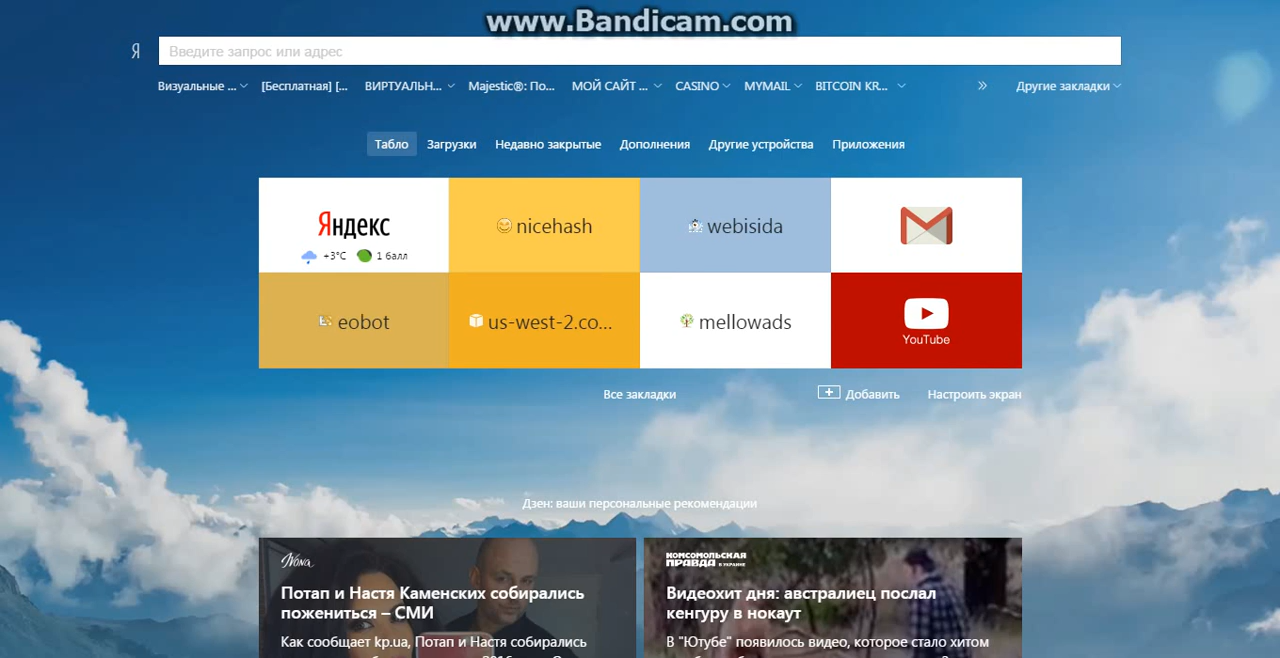 www.Bandicam.com
Я
Введите запрос или адрес
Визуальные ... [Бесплатная] [... ВИРТУАЛЬН... Majestic®: По... МОЙ САЙТ ... CASINO MYMAIL BITCOIN KR... » Другие закладки
Табло Загрузки Недавно закрытые Дополнения Другие устройства Приложения
Яндекс
+3°C 1 балл
nicehash
webisida
eobot
us-west-2.co...
mellowads
YouTube
Все закладки
Добавить
Настроить экран
Дзен: ваши персональные рекомендации
Nona
Потап и Настя Каменских собирались
пожениться – СМИ
Как сообщает kp.ua, Потап и Настя собирались
КОМСОМОЛЬСКАЯ
ПРАВДА В УКРАИНЕ
Видеохит дня: австралиец послал
кенгуру в нокаут
В "Ютубе" появилось видео, которое стало хитом